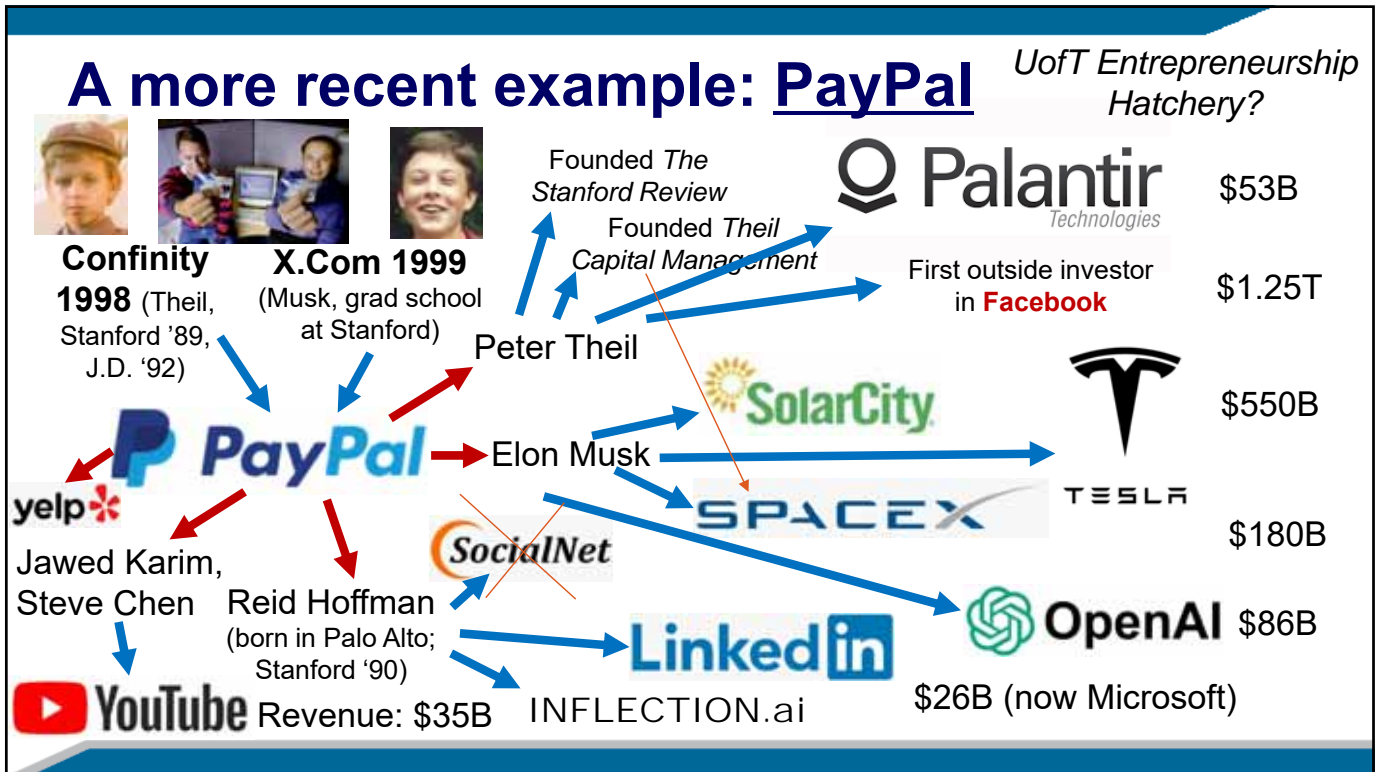 A more recent example: PayPal
UofT Entrepreneurship
Hatchery?
Confinity
1998 (Theil,
Stanford '89,
J.D. ‘92)
X.Com 1999
(Musk, grad school
at Stanford)
Founded The
Stanford Review
Founded Theil
Capital Management
Palantir
Technologies
$53B
First outside investor
in Facebook
$1.25T
Peter Theil
SolarCity
TESLA
$550B
PayPal
Elon Musk
SPACEX
$180B
yelp
SocialNet
Jawed Karim,
Steve Chen
Reid Hoffman
(born in Palo Alto;
Stanford ‘90)
OpenAI $86B
LinkedIn
YouTube Revenue: $35B
INFLECTION.ai
$26B (now Microsoft)